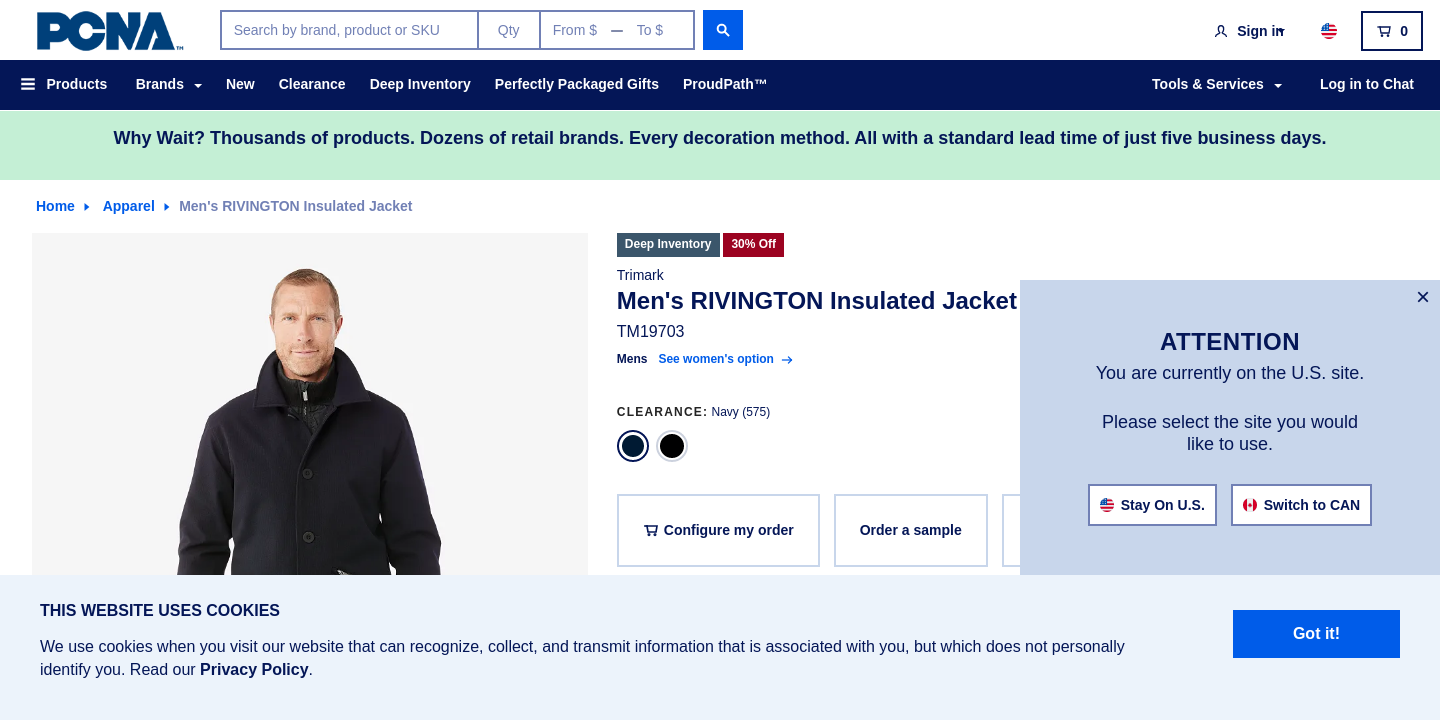 PCNA™
Search by brand, product or SKU
Qty
From $ — To $
Sign in
0
Products
Brands
New
Clearance
Deep Inventory
Perfectly Packaged Gifts
ProudPath™
Tools & Services
Log in to Chat
Why Wait? Thousands of products. Dozens of retail brands. Every decoration method. All with a standard lead time of just five business days.
Home
Apparel
Men's RIVINGTON Insulated Jacket
Deep Inventory
30% Off
Trimark
Men's RIVINGTON Insulated Jacket
TM19703
Mens See women's option
CLEARANCE: Navy (575)
Configure my order
Order a sample
×
ATTENTION
You are currently on the U.S. site.
Please select the site you would
like to use.
Stay On U.S.
Switch to CAN
THIS WEBSITE USES COOKIES
We use cookies when you visit our website that can recognize, collect, and transmit information that is associated with you, but which does not personally
identify you. Read our Privacy Policy.
Got it!